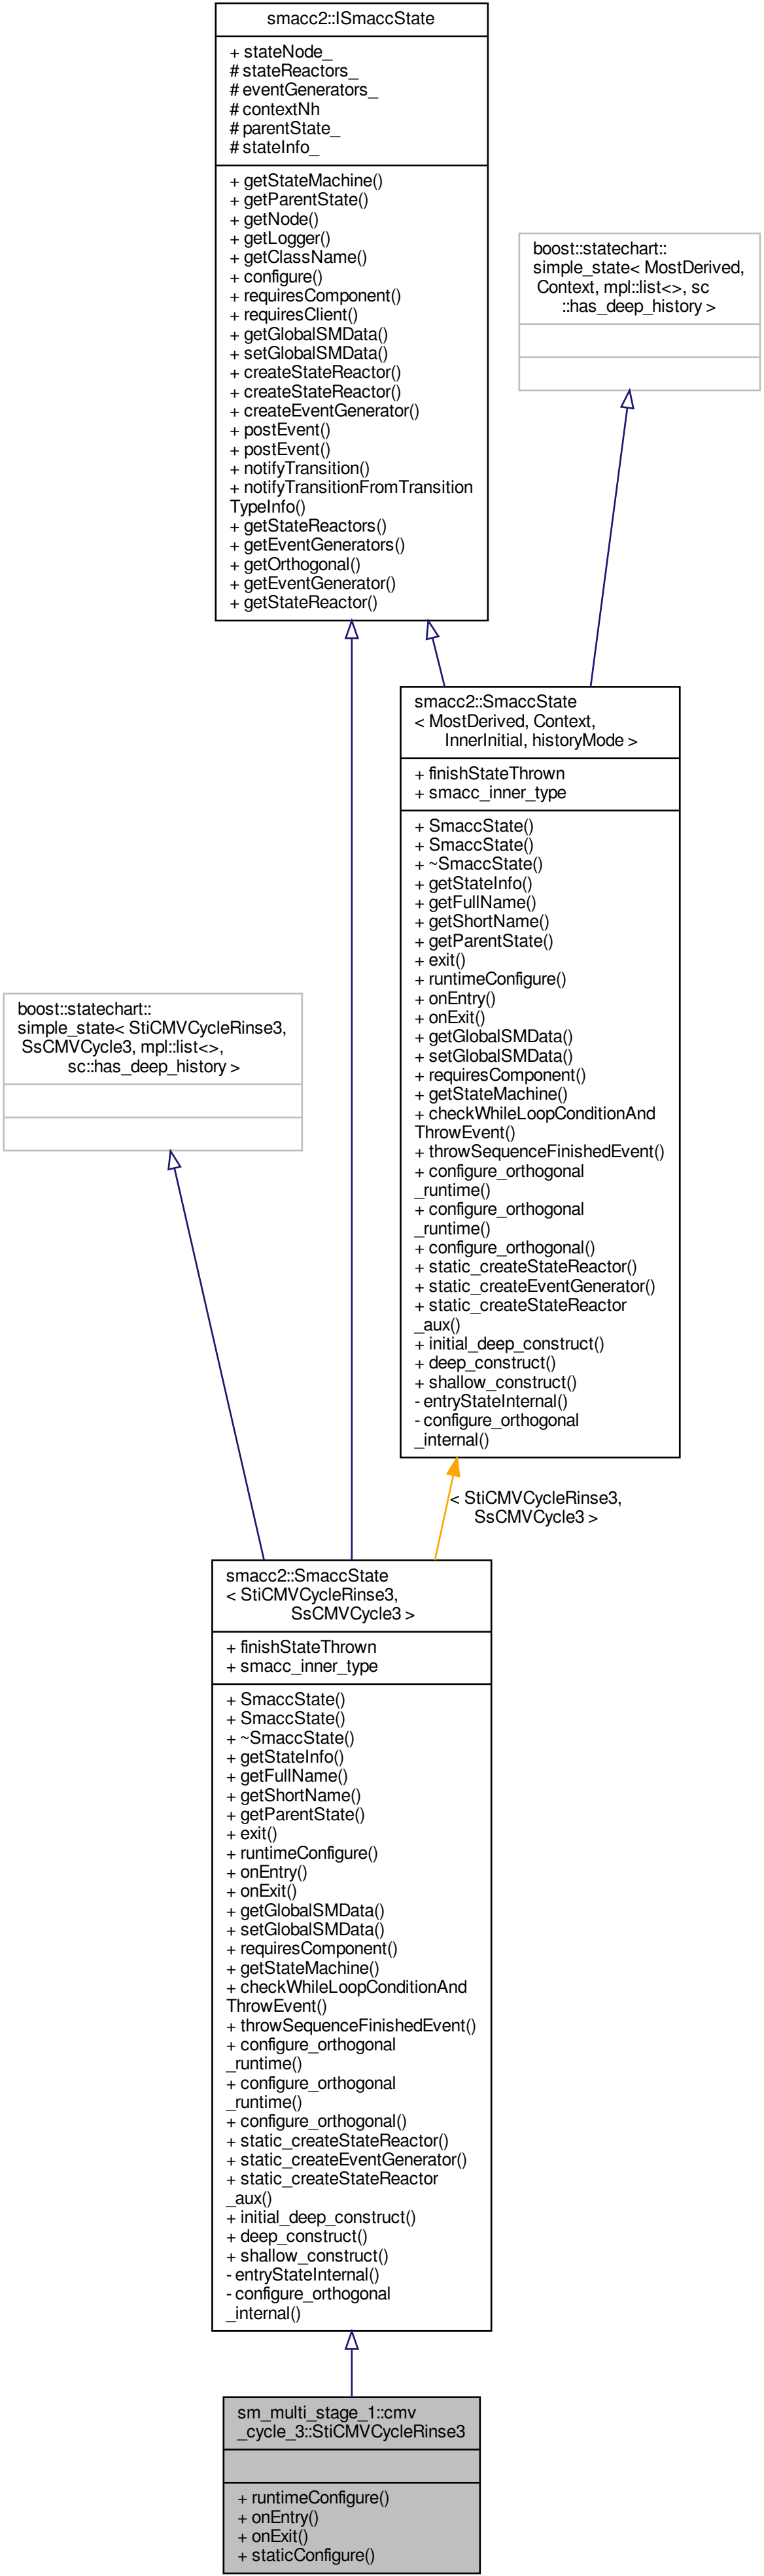 smacc2::ISmaccState
+ stateNode_
# stateReactors_
# eventGenerators_
# contextNh
# parentState_
# stateInfo_
+ getStateMachine()
+ getParentState()
+ getNode()
+ getLogger()
+ getClassName()
+ configure()
+ requiresComponent()
+ requiresClient()
+ getGlobalSMData()
+ setGlobalSMData()
+ createStateReactor()
+ createStateReactor()
+ createEventGenerator()
+ postEvent()
+ postEvent()
+ notifyTransition()
+ notifyTransitionFromTransition
TypeInfo()
+ getStateReactors()
+ getEventGenerators()
+ getOrthogonal()
+ getEventGenerator()
+ getStateReactor()
boost::statechart::
simple_state< MostDerived,
Context, mpl::list<>, sc
::has_deep_history >
smacc2::SmaccState
< MostDerived, Context,
InnerInitial, historyMode >
+ finishStateThrown
+ smacc_inner_type
+ SmaccState()
+ SmaccState()
+ ~SmaccState()
+ getStateInfo()
+ getFullName()
+ getShortName()
+ getParentState()
+ exit()
+ runtimeConfigure()
+ onEntry()
+ onExit()
+ getGlobalSMData()
+ setGlobalSMData()
+ requiresComponent()
+ getStateMachine()
+ checkWhileLoopConditionAnd
ThrowEvent()
+ throwSequenceFinishedEvent()
+ configure_orthogonal
_runtime()
+ configure_orthogonal
_runtime()
+ configure_orthogonal()
+ static_createStateReactor()
+ static_createEventGenerator()
+ static_createStateReactor
_aux()
+ initial_deep_construct()
+ deep_construct()
+ shallow_construct()
- entryStateInternal()
- configure_orthogonal
_internal()
boost::statechart::
simple_state< StiCMVCycleRinse3,
SsCMVCycle3, mpl::list<>,
sc::has_deep_history >
< StiCMVCycleRinse3,
SsCMVCycle3 >
smacc2::SmaccState
< StiCMVCycleRinse3,
SsCMVCycle3 >
+ finishStateThrown
+ smacc_inner_type
+ SmaccState()
+ SmaccState()
+ ~SmaccState()
+ getStateInfo()
+ getFullName()
+ getShortName()
+ getParentState()
+ exit()
+ runtimeConfigure()
+ onEntry()
+ onExit()
+ getGlobalSMData()
+ setGlobalSMData()
+ requiresComponent()
+ getStateMachine()
+ checkWhileLoopConditionAnd
ThrowEvent()
+ throwSequenceFinishedEvent()
+ configure_orthogonal
_runtime()
+ configure_orthogonal
_runtime()
+ configure_orthogonal()
+ static_createStateReactor()
+ static_createEventGenerator()
+ static_createStateReactor
_aux()
+ initial_deep_construct()
+ deep_construct()
+ shallow_construct()
- entryStateInternal()
- configure_orthogonal
_internal()
sm_multi_stage_1::cmv
_cycle_3::StiCMVCycleRinse3
+ runtimeConfigure()
+ onEntry()
+ onExit()
+ staticConfigure()